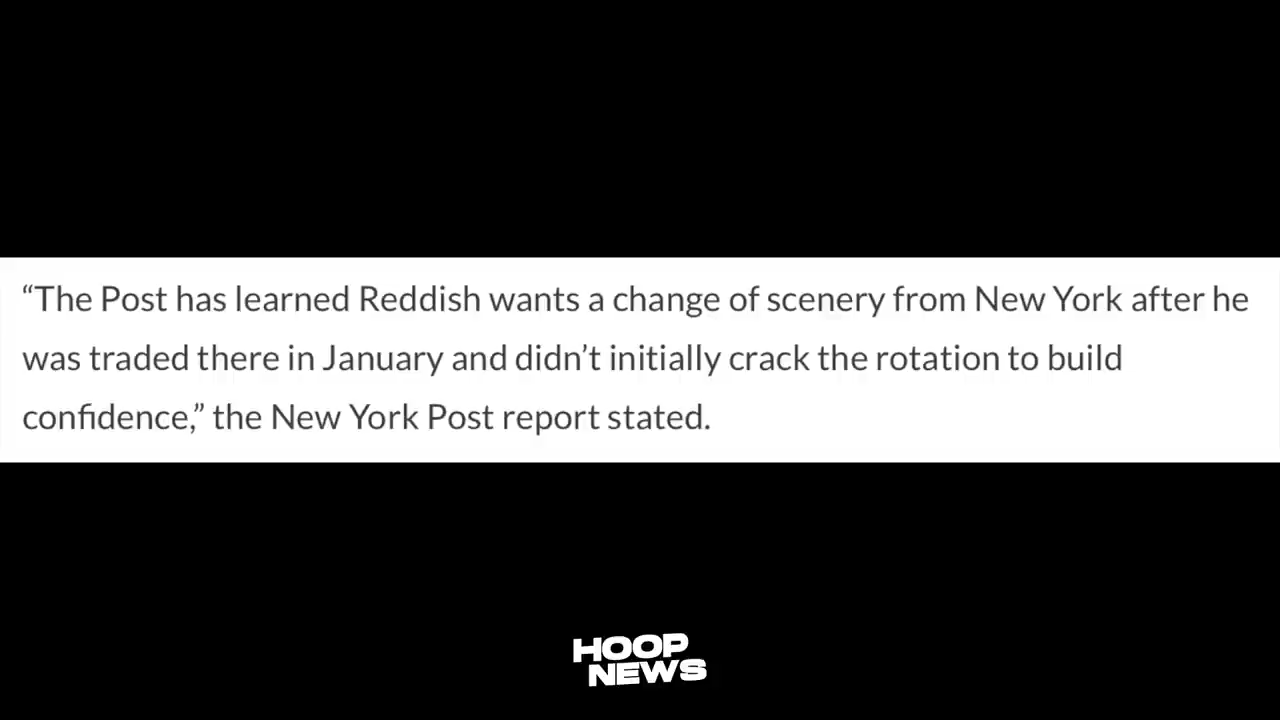 “The Post has learned Reddish wants a change of scenery from New York after he
was traded there in January and didn’t initially crack the rotation to build
confidence,” the New York Post report stated.
HOOP
NEWS